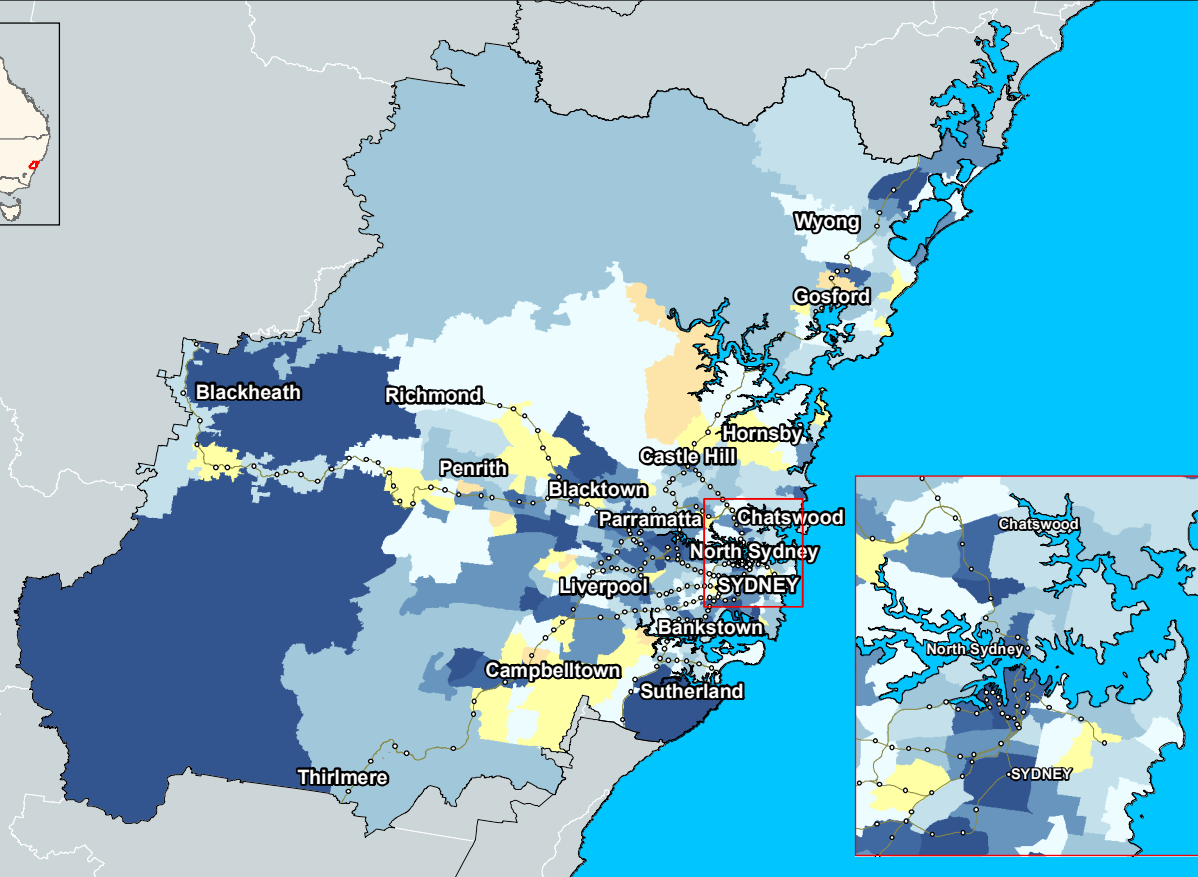 Wyong
Gosford
Blackheath
Richmond
Hornsby
Castle Hill
Penrith
Blacktown
Parramatta
Chatswood
North Sydney
Liverpool
SYDNEY
Bankstown
Campbelltown
Sutherland
Thirlmere
Chatswood
North Sydney
SYDNEY